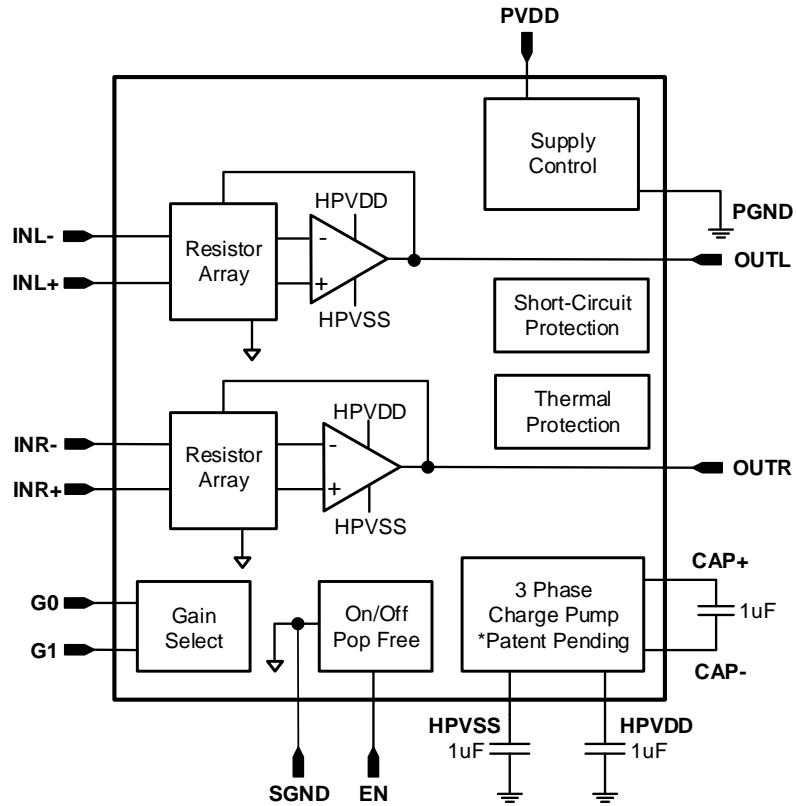 PVDD
Supply
Control
PGND
HPVDD
INL-
INL+
Resistor
Array
-
+
HPVSS
OUTL
Short-Circuit
Protection
Thermal
Protection
HPVDD
INR-
INR+
Resistor
Array
-
+
HPVSS
OUTR
G0
G1
Gain
Select
On/Off
Pop Free
3 Phase
Charge Pump
*Patent Pending
CAP+
1uF
CAP-
HPVSS
1uF
HPVDD
1uF
SGND
EN